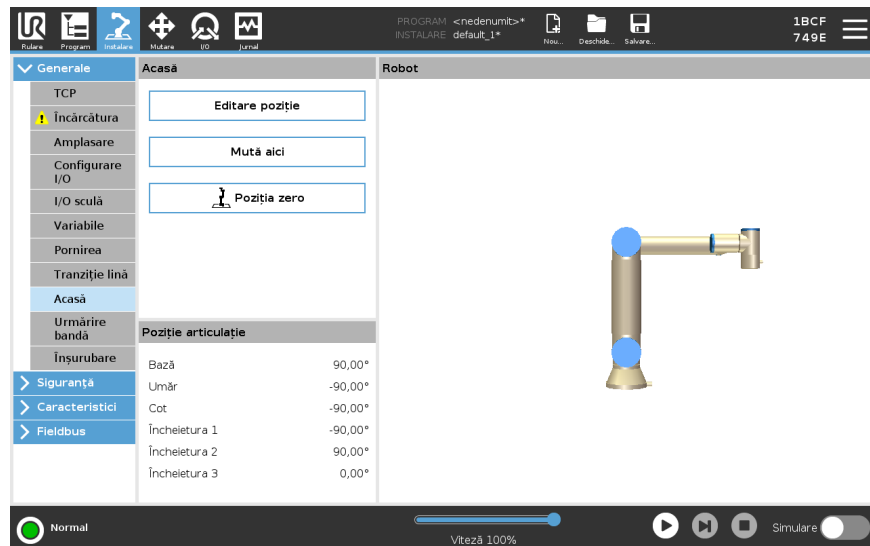 PROGRAM <nedenumit>*
INSTALARE default_1*
1BCF
749E
Rulare Program Instalare Mutare I/O Jurnal Nou... Deschide... Salvare...
Generale
TCP
Încărcătura
Amplasare
Configurare
I/O
I/O sculă
Variabile
Pornirea
Tranziție lină
Acasă
Urmărire
bandă
Înșurubare
Siguranță
Caracteristici
Fieldbus
Acasă
Editare poziție
Mută aici
Poziția zero
Poziție articulație
Bază 90,00°
Umăr -90,00°
Cot -90,00°
Încheietura 1 -90,00°
Încheietura 2 90,00°
Încheietura 3 0,00°
Robot
Normal
Viteză 100%
Simulare